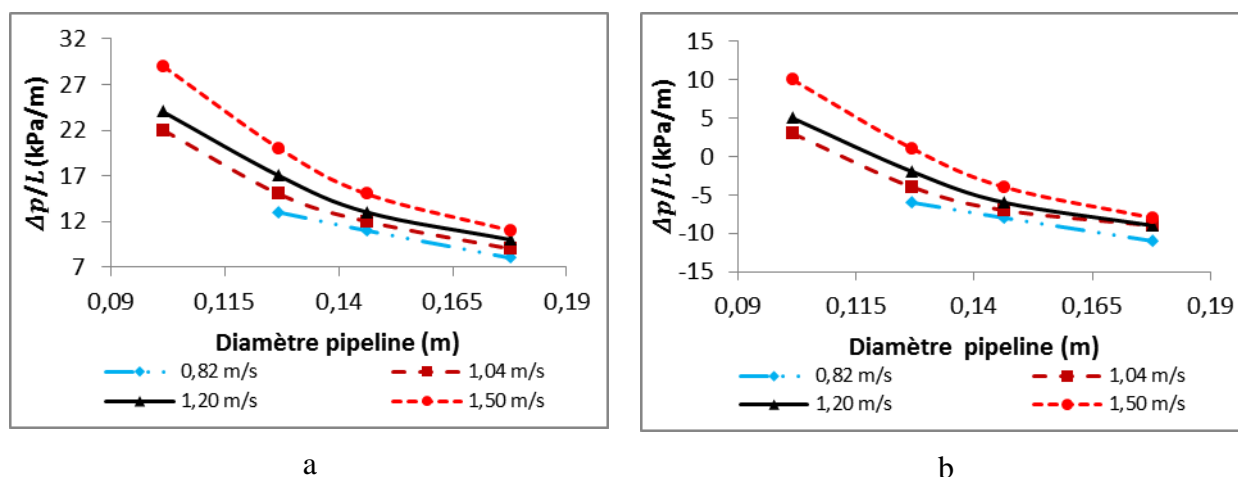 32
27
22
17
12
7
Δp/L (kPa/m)
0,09 0,115 0,14 0,165 0,19
Diamètre pipeline (m)
0,82 m/s 1,04 m/s
1,20 m/s 1,50 m/s
a
15
10
5
0
-5
-10
-15
Δp/L (kPa/m)
0,09 0,115 0,14 0,165 0,19
Diamètre pipeline (m)
0,82 m/s 1,04 m/s
1,20 m/s 1,50 m/s
b